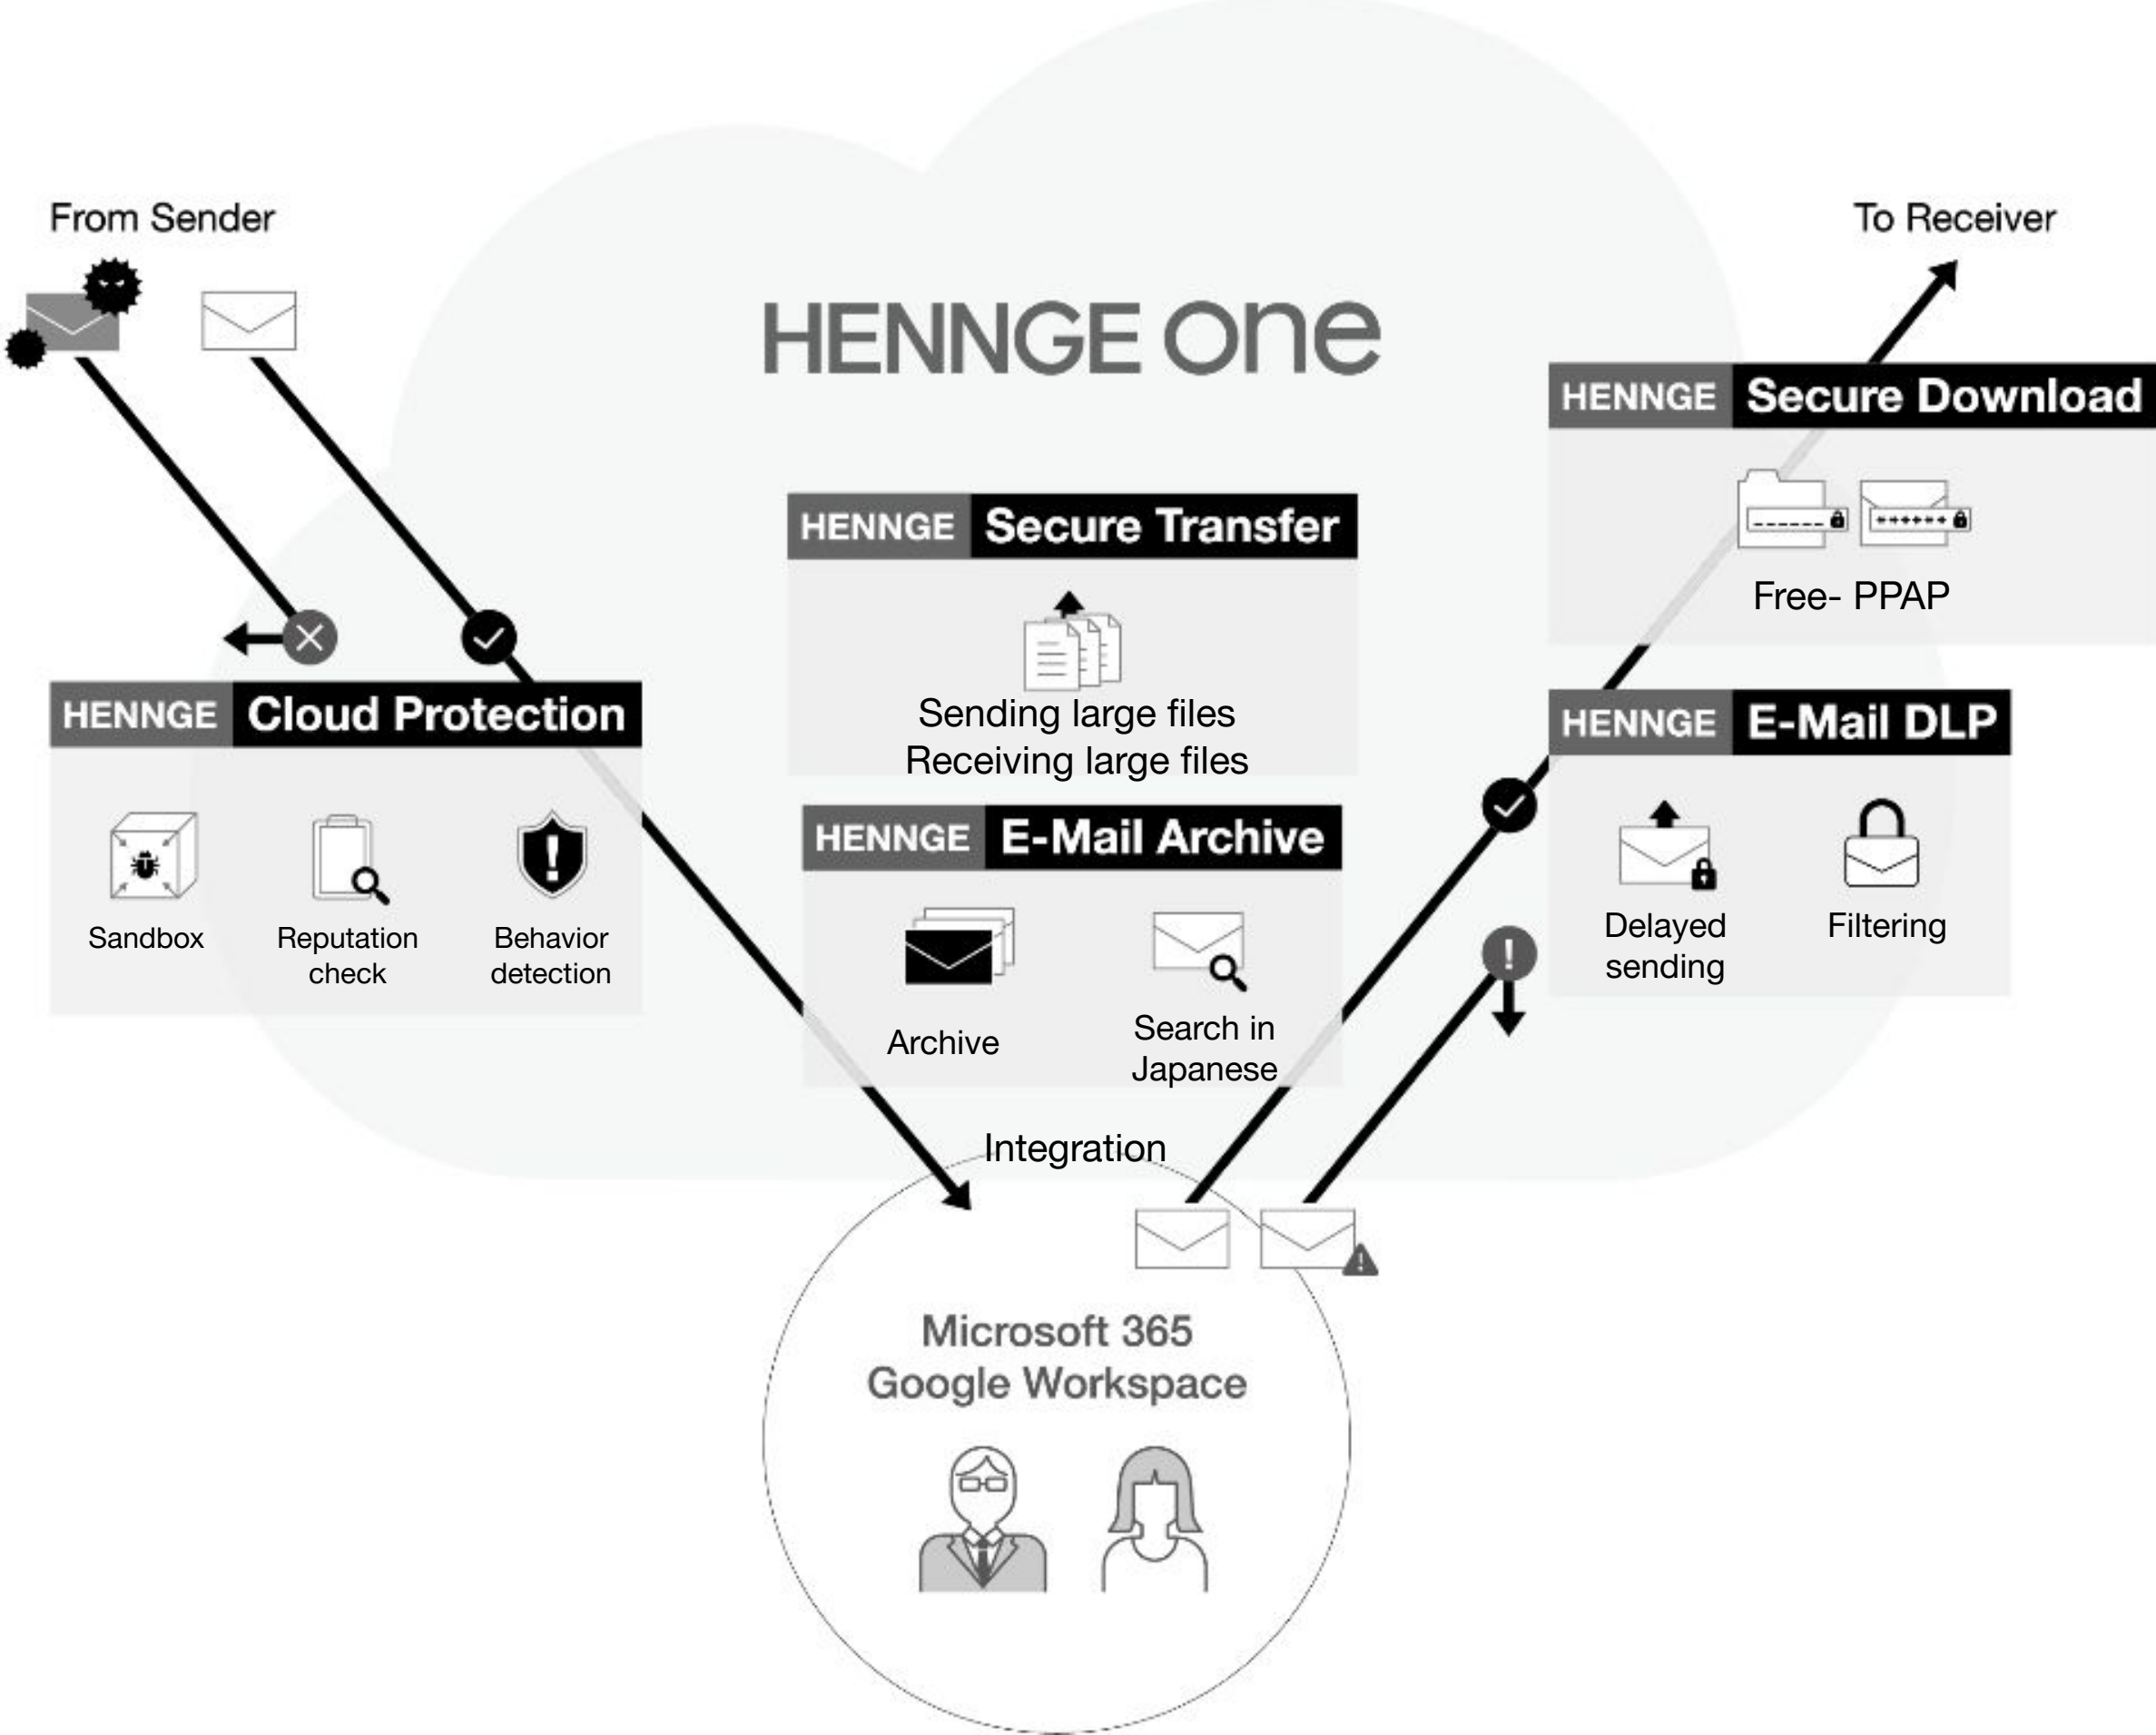 From Sender
To Receiver
HENNGE one
HENNGE Secure Download
Free- PPAP
HENNGE Secure Transfer
Sending large files
Receiving large files
HENNGE Cloud Protection
Sandbox
Reputation
check
Behavior
detection
HENNGE E-Mail DLP
Delayed
sending
Filtering
HENNGE E-Mail Archive
Archive
Search in
Japanese
Integration
Microsoft 365
Google Workspace